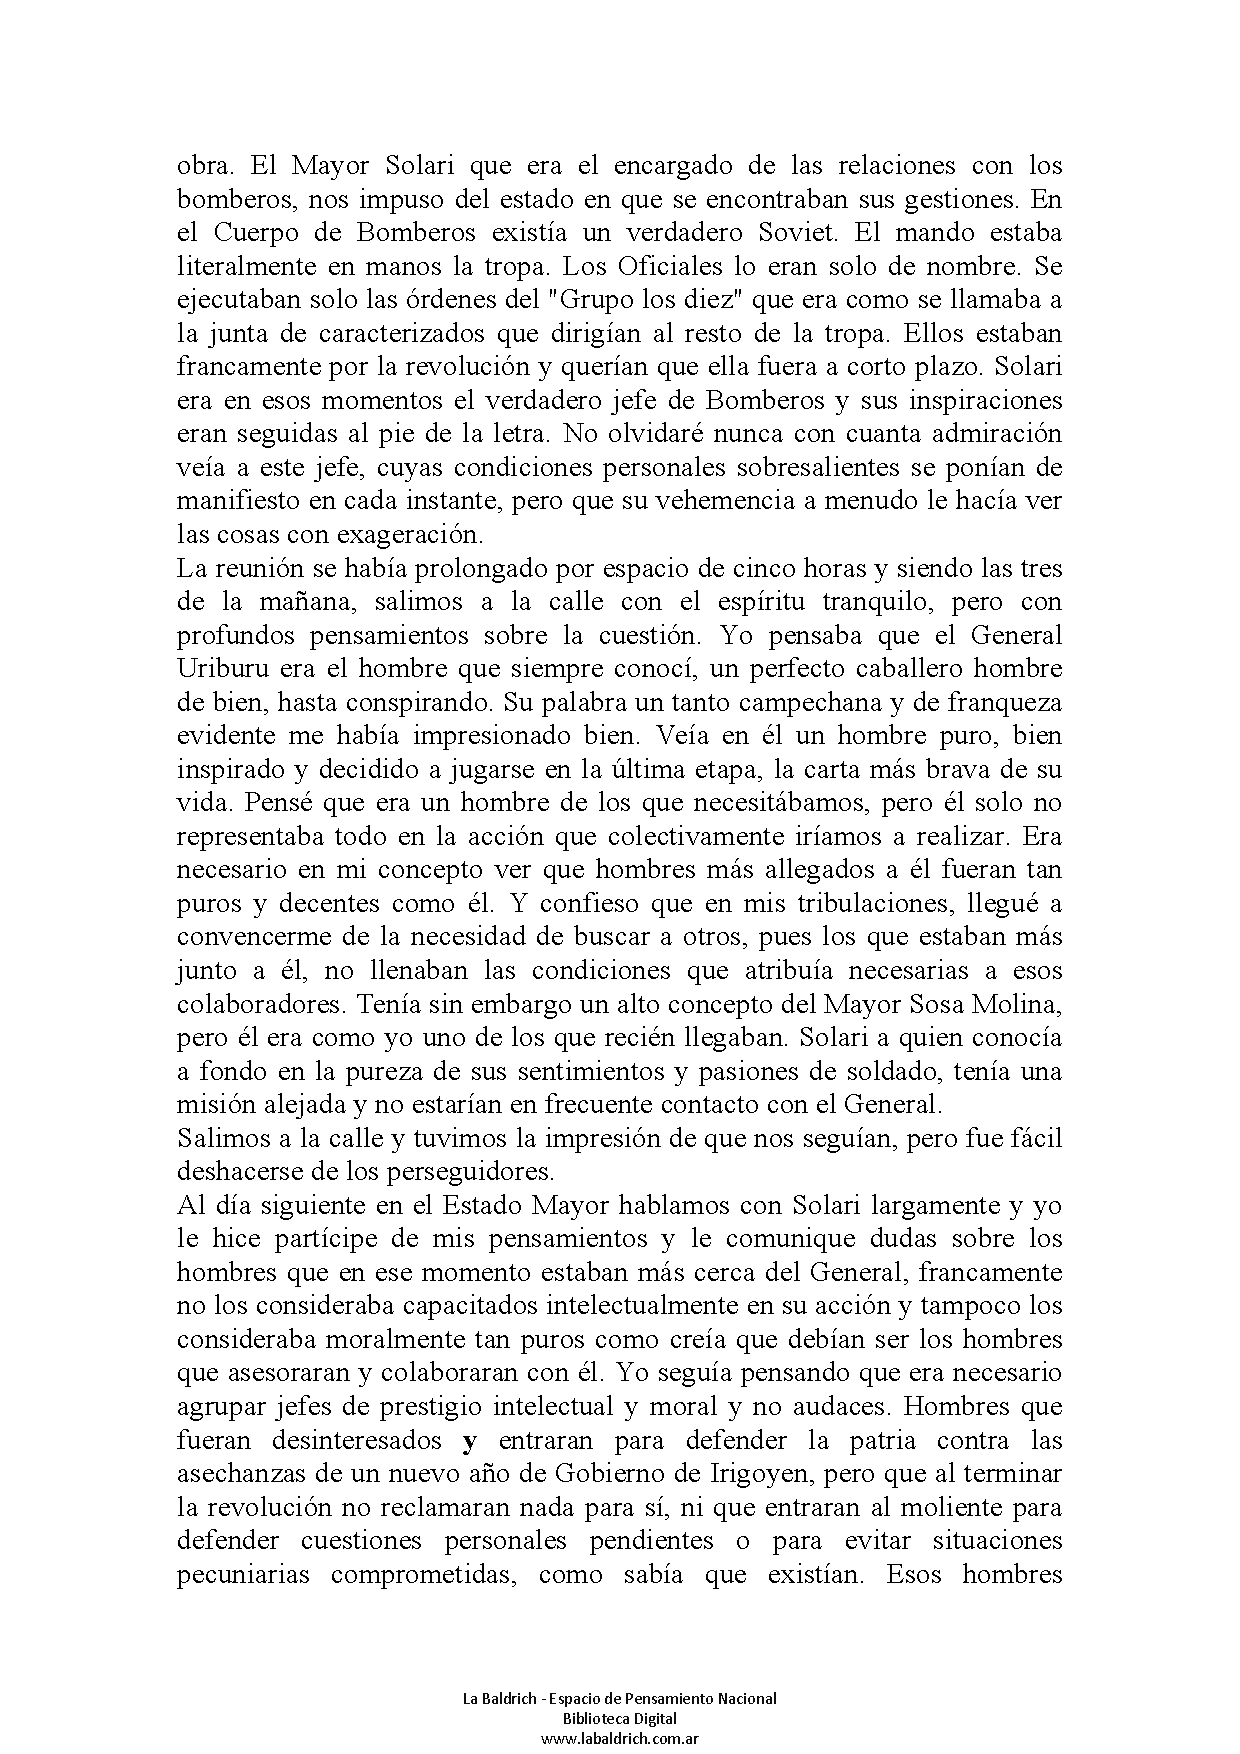 obra. El Mayor Solari que era el encargado de las relaciones con los
bomberos, nos impuso del estado en que se encontraban sus gestiones. En
el Cuerpo de Bomberos existía un verdadero Soviet. El mando estaba
literalmente en manos la tropa. Los Oficiales lo eran solo de nombre. Se
ejecutaban solo las órdenes del "Grupo los diez" que era como se llamaba a
la junta de caracterizados que dirigían al resto de la tropa. Ellos estaban
francamente por la revolución y querían que ella fuera a corto plazo. Solari
era en esos momentos el verdadero jefe de Bomberos y sus inspiraciones
eran seguidas al pie de la letra. No olvidaré nunca con cuanta admiración
veía a este jefe, cuyas condiciones personales sobresalientes se ponían de
manifiesto en cada instante, pero que su vehemencia a menudo le hacía ver
las cosas con exageración.
La reunión se había prolongado por espacio de cinco horas y siendo las tres
de la mañana, salimos a la calle con el espíritu tranquilo, pero con
profundos pensamientos sobre la cuestión. Yo pensaba que el General
Uriburu era el hombre que siempre conocí, un perfecto caballero hombre
de bien, hasta conspirando. Su palabra un tanto campechana y de franqueza
evidente me había impresionado bien. Veía en él un hombre puro, bien
inspirado y decidido a jugarse en la última etapa, la carta más brava de su
vida. Pensé que era un hombre de los que necesitábamos, pero él solo no
representaba todo en la acción que colectivamente iríamos a realizar. Era
necesario en mi concepto ver que hombres más allegados a él fueran tan
puros y decentes como él. Y confieso que en mis tribulaciones, llegué a
convencerme de la necesidad de buscar a otros, pues los que estaban más
junto a él, no llenaban las condiciones que atribuía necesarias a esos
colaboradores. Tenía sin embargo un alto concepto del Mayor Sosa Molina,
pero él era como yo uno de los que recién llegaban. Solari a quien conocía
a fondo en la pureza de sus sentimientos y pasiones de soldado, tenía una
misión alejada y no estarían en frecuente contacto con el General.
Salimos a la calle y tuvimos la impresión de que nos seguían, pero fue fácil
deshacerse de los perseguidores.
Al día siguiente en el Estado Mayor hablamos con Solari largamente y yo
le hice partícipe de mis pensamientos y le comunique dudas sobre los
hombres que en ese momento estaban más cerca del General, francamente
no los consideraba capacitados intelectualmente en su acción y tampoco los
consideraba moralmente tan puros como creía que debían ser los hombres
que asesoraran y colaboraran con él. Yo seguía pensando que era necesario
agrupar jefes de prestigio intelectual y moral y no audaces. Hombres que
fueran desinteresados y entraran para defender la patria contra las
asechanzas de un nuevo año de Gobierno de Irigoyen, pero que al terminar
la revolución no reclamaran nada para sí, ni que entraran al moliente para
defender cuestiones personales pendientes o para evitar situaciones
pecuniarias comprometidas, como sabía que existían. Esos hombres
La Baldrich - Espacio de Pensamiento Nacional
Biblioteca Digital
www.labaldrich.com.ar